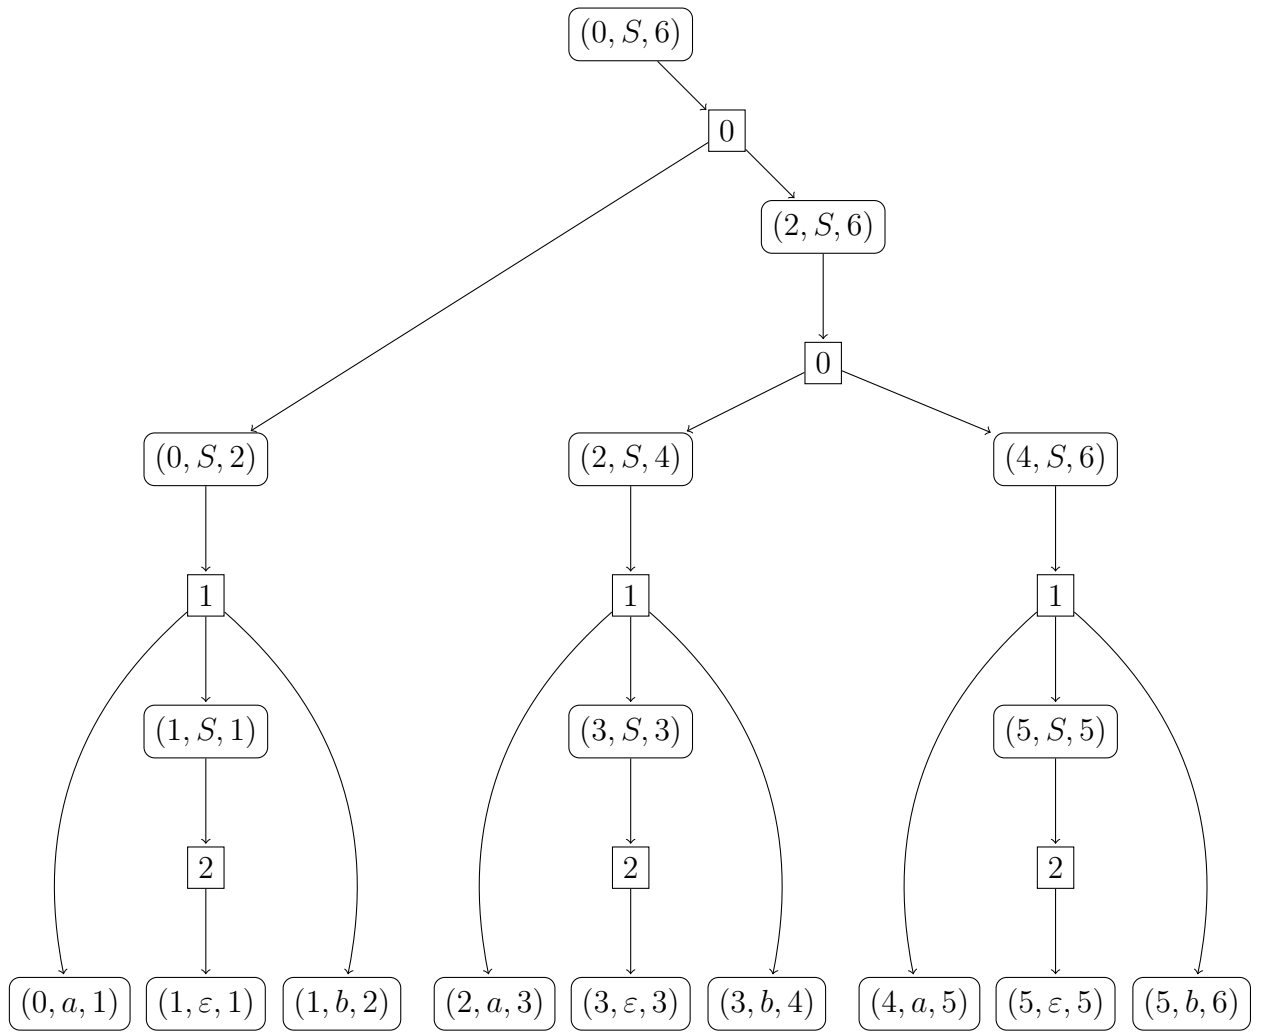 (0, S, 6)
0
(2, S, 6)
0
(0, S, 2) (2, S, 4) (4, S, 6)
1 1 1
(1, S, 1) (3, S, 3) (5, S, 5)
2 2 2
(0, a, 1) (1, ε, 1) (1, b, 2) (2, a, 3) (3, ε, 3) (3, b, 4) (4, a, 5) (5, ε, 5) (5, b, 6)